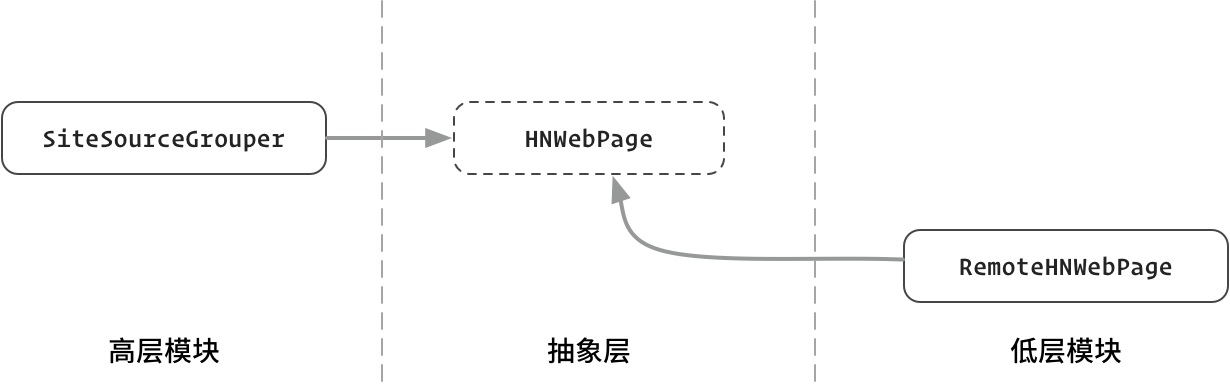 SiteSourceGrouper
HNWebPage
RemoteHNWebPage
高层模块
抽象层
低层模块